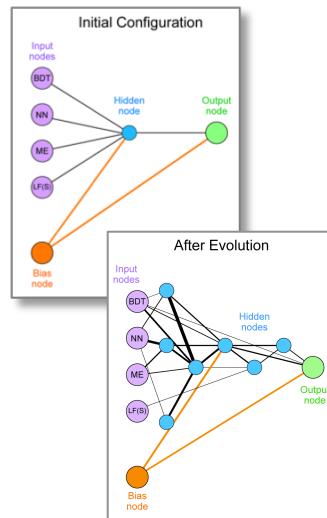 Initial Configuration
Input
nodes
BDT
NN
ME
LF(S)
Hidden
node
Output
node
Bias
node
After Evolution
Input
nodes
BDT
NN
ME
LF(S)
Hidden
nodes
Output
node
Bias
node